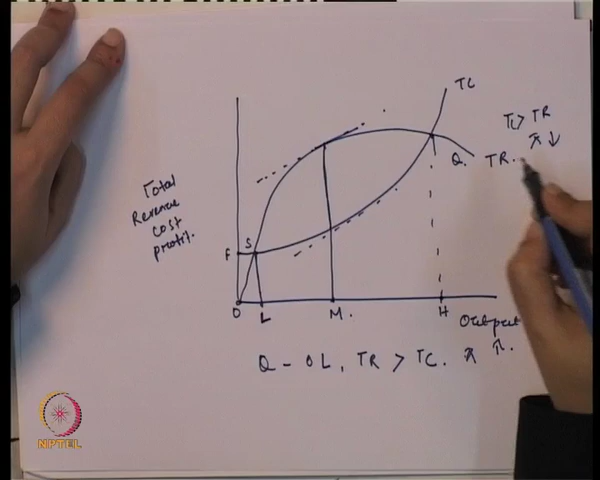 TC
TC > TR
π ↓
Q. TR.
Total
Revenue
cost
profit.
F S
O L M. H
Output
Q - OL, TR > TC. π
NPTEL